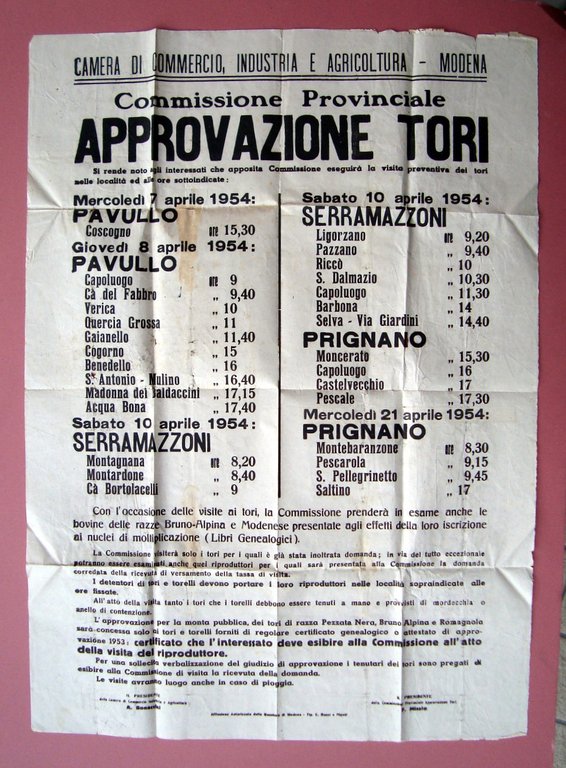 CAMERA DI COMMERCIO, INDUSTRIA E AGRICOLTURA - MODENA
Commissione Provinciale
APPROVAZIONE TORI
Si rende noto agli interessati che apposita Commissione eseguirà la visita preventiva dei tori
nelle località ed alle ore sottoindicate:
Mercoledì 7 aprile 1954:
PAVULLO
Coscogno ore 15,30
Giovedì 8 aprile 1954:
PAVULLO
Capoluogo ore 9
Cà del Fabbro „ 9,40
Verica „ 10
Quercia Grossa „ 11
Gaianello „ 11,40
Cogorno „ 15
Benedello „ 16
S. Antonio - Mulino „ 16,40
Madonna dei Baldaccini „ 17,15
Acqua Bona „ 17,40
Sabato 10 aprile 1954:
SERRAMAZZONI
Montagnana ore 8,20
Montardone „ 8,40
Cà Bortolacelli „ 9
Sabato 10 aprile 1954:
SERRAMAZZONI
Ligorzano ore 9,20
Pazzano „ 9,40
Riccò „ 10
S. Dalmazio „ 10,30
Capoluogo „ 11,30
Barbona „ 14
Selva - Via Giardini „ 14,40
PRIGNANO
Moncerato „ 15,30
Capoluogo „ 16
Castelvecchio „ 17
Pescale „ 17,30
Mercoledì 21 aprile 1954:
PRIGNANO
Montebaranzone ore 8,30
Pescarola „ 9,15
S. Pellegrinetto „ 9,45
Saltino „ 17
Con l'occasione delle visite ai tori, la Commissione prenderà in esame anche le
bovine delle razze Bruno-Alpina e Modenese presentate agli effetti della loro iscrizione
ai nuclei di moltiplicazione (Libri Genealogici).
La Commissione visiterà solo i tori per i quali è già stata inoltrata domanda; in via del tutto eccezionale
potranno essere esaminati anche quei riproduttori per i quali sarà presentata alla Commissione la domanda
corredata della ricevuta di versamento della tassa di visita.
I detentori di tori e torelli devono portare i loro riproduttori nelle località sopraindicate alle
ore fissate.
All'atto della visita tanto i tori che i torelli debbono essere tenuti a mano e provvisti di mordecchia o
anello di contenzione.
L'approvazione per la monta pubblica, dei tori di razza Pezzata Nera, Bruno Alpina e Romagnola
sarà concessa solo ai tori e torelli forniti di regolare certificato genealogico o attestato di appro-
vazione 1953: certificato che l'interessato deve esibire alla Commissione all'atto
della visita del riproduttore.
Per una sollecita verbalizzazione del giudizio di approvazione i tenutari dei tori sono pregati di
esibire alla Commissione di visita la ricevuta della domanda.
Le visite avranno luogo anche in caso di pioggia.
IL PRESIDENTE
della Camera di Commercio Industria e Agricoltura
IL PRESIDENTE
della Commissione Provinciale Approvazione Tori